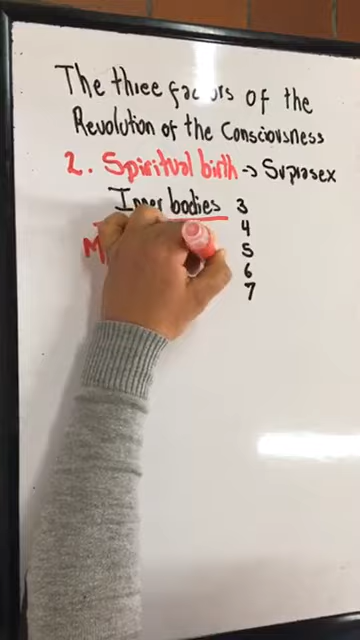 The three factors of the
Revolution of the Consciousness
2. Spiritual birth -> Suprasex
Inner bodies 3
4
M 5
6
7